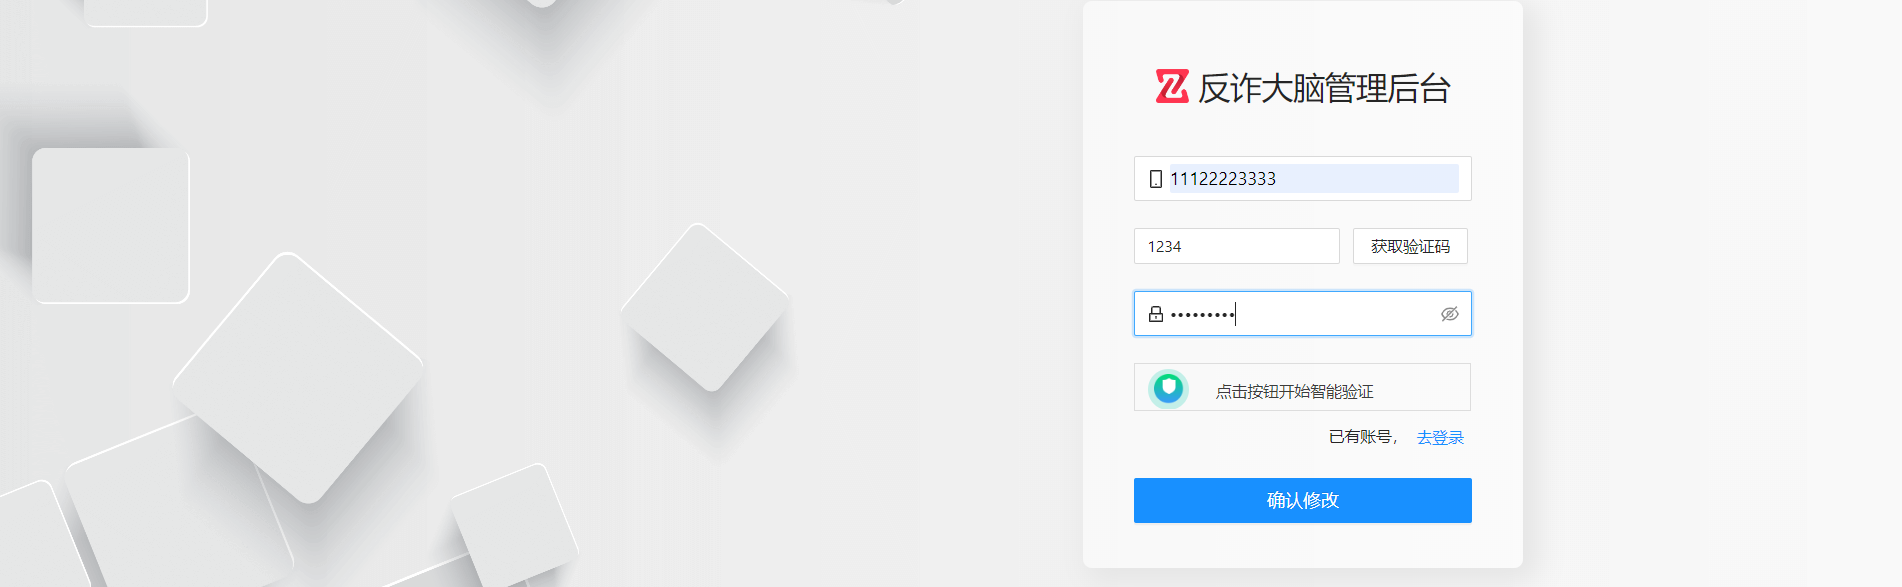 反诈大脑管理后台
11122223333
1234 获取验证码
•••••••••
点击按钮开始智能验证
已有账号， 去登录
确认修改